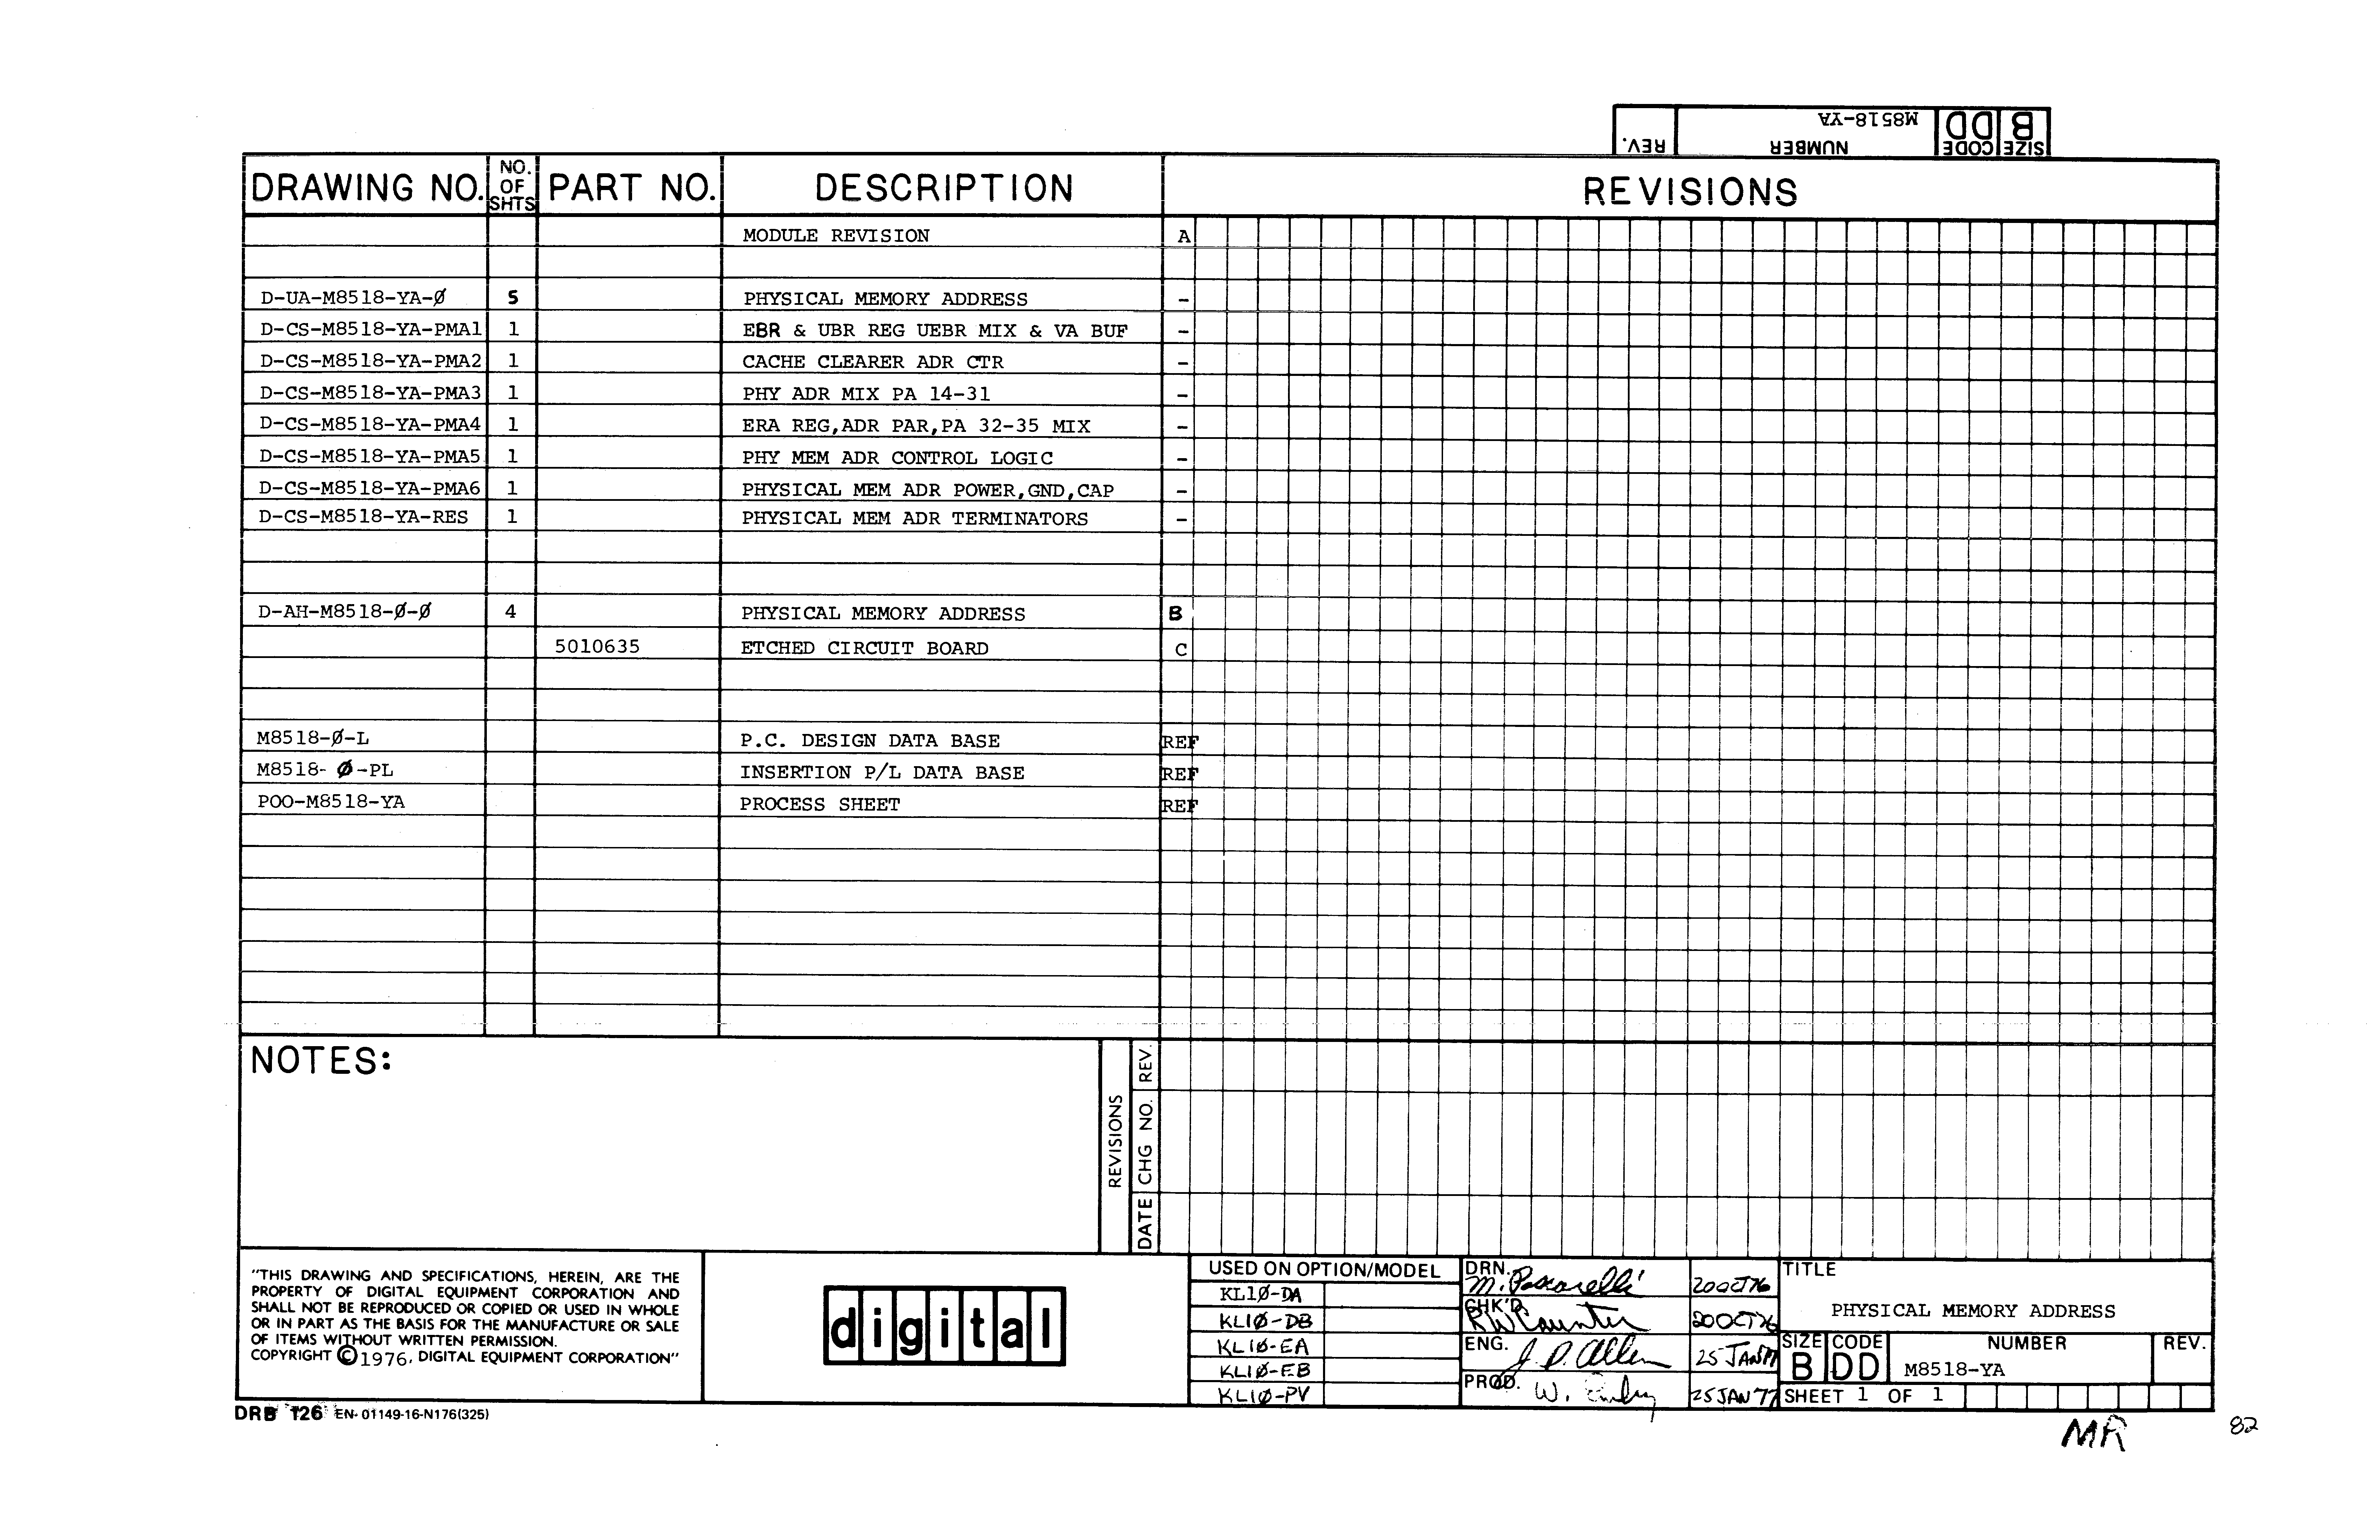 SIZE CODE NUMBER REV.
B DD M8518-YA
DRAWING NO. NO. OF SHTS PART NO. DESCRIPTION REVISIONS
MODULE REVISION A
D-UA-M8518-YA-Ø 5 PHYSICAL MEMORY ADDRESS -
D-CS-M8518-YA-PMA1 1 EBR & UBR REG UEBR MIX & VA BUF -
D-CS-M8518-YA-PMA2 1 CACHE CLEARER ADR CTR -
D-CS-M8518-YA-PMA3 1 PHY ADR MIX PA 14-31 -
D-CS-M8518-YA-PMA4 1 ERA REG,ADR PAR,PA 32-35 MIX -
D-CS-M8518-YA-PMA5 1 PHY MEM ADR CONTROL LOGIC -
D-CS-M8518-YA-PMA6 1 PHYSICAL MEM ADR POWER,GND,CAP -
D-CS-M8518-YA-RES 1 PHYSICAL MEM ADR TERMINATORS -
D-AH-M8518-Ø-Ø 4 PHYSICAL MEMORY ADDRESS B
5010635 ETCHED CIRCUIT BOARD C
M8518-Ø-L P.C. DESIGN DATA BASE REF
M8518- Ø-PL INSERTION P/L DATA BASE REF
POO-M8518-YA PROCESS SHEET REF
NOTES:
REVISIONS
DATE CHG NO. REV.
"THIS DRAWING AND SPECIFICATIONS, HEREIN, ARE THE
PROPERTY OF DIGITAL EQUIPMENT CORPORATION AND
SHALL NOT BE REPRODUCED OR COPIED OR USED IN WHOLE
OR IN PART AS THE BASIS FOR THE MANUFACTURE OR SALE
OF ITEMS WITHOUT WRITTEN PERMISSION.
COPYRIGHT © 1976, DIGITAL EQUIPMENT CORPORATION"
digital
USED ON OPTION/MODEL
KL1Ø-DA
KL1Ø-DB
KL1Ø-EA
KL1Ø-EB
KL1Ø-PV
DRN. M. Pascarelli 20OCT76
CHK'D. RW Counter 20OCT76
ENG. J. D. Allen 25 JAN77
PROD. W. 25JAN77
TITLE
PHYSICAL MEMORY ADDRESS
SIZE CODE NUMBER REV.
B DD M8518-YA
SHEET 1 OF 1
DRB 126 EN-01149-16-N176(325)
MR 82